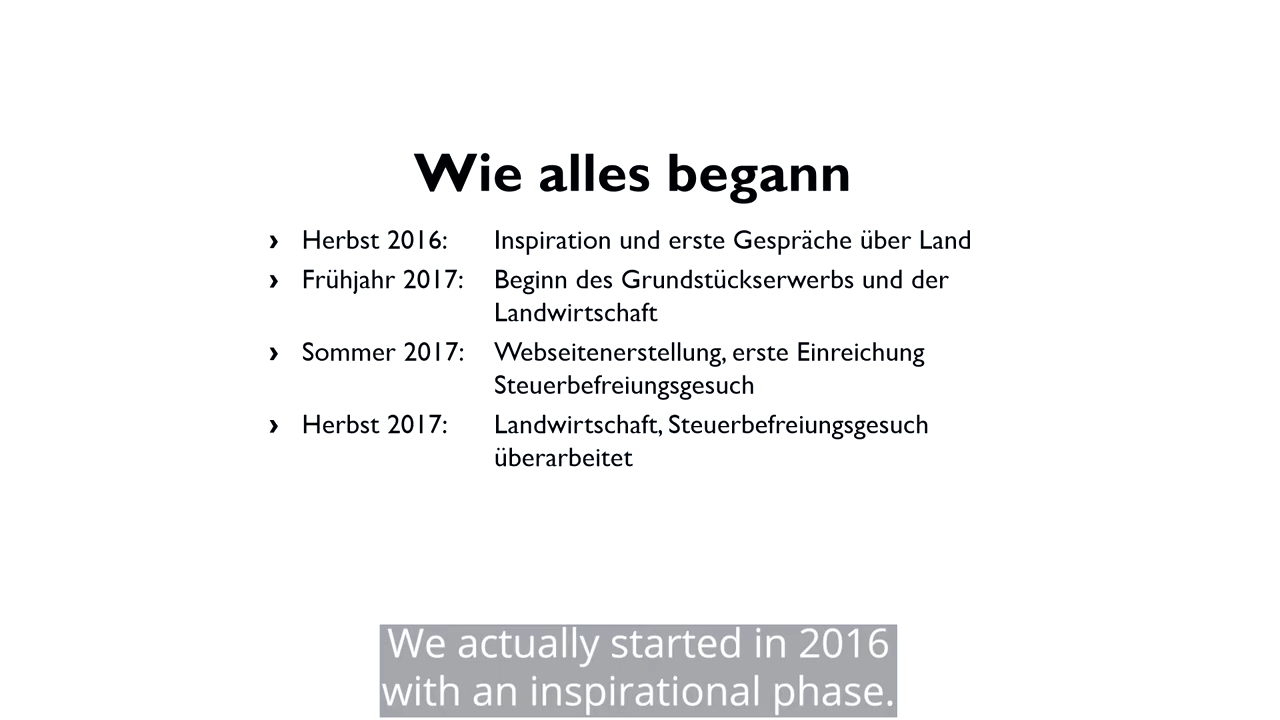 Wie alles begann
› Herbst 2016: Inspiration und erste Gespräche über Land
› Frühjahr 2017: Beginn des Grundstückserwerbs und der
Landwirtschaft
› Sommer 2017: Webseitenerstellung, erste Einreichung
Steuerbefreiungsgesuch
› Herbst 2017: Landwirtschaft, Steuerbefreiungsgesuch
überarbeitet
We actually started in 2016
with an inspirational phase.